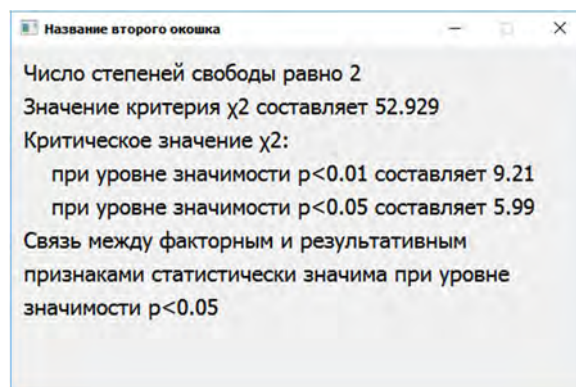 Название второго окошка
Число степеней свободы равно 2
Значение критерия χ2 составляет 52.929
Критическое значение χ2:
при уровне значимости p<0.01 составляет 9.21
при уровне значимости p<0.05 составляет 5.99
Связь между факторным и результативным
признаками статистически значима при уровне
значимости p<0.05